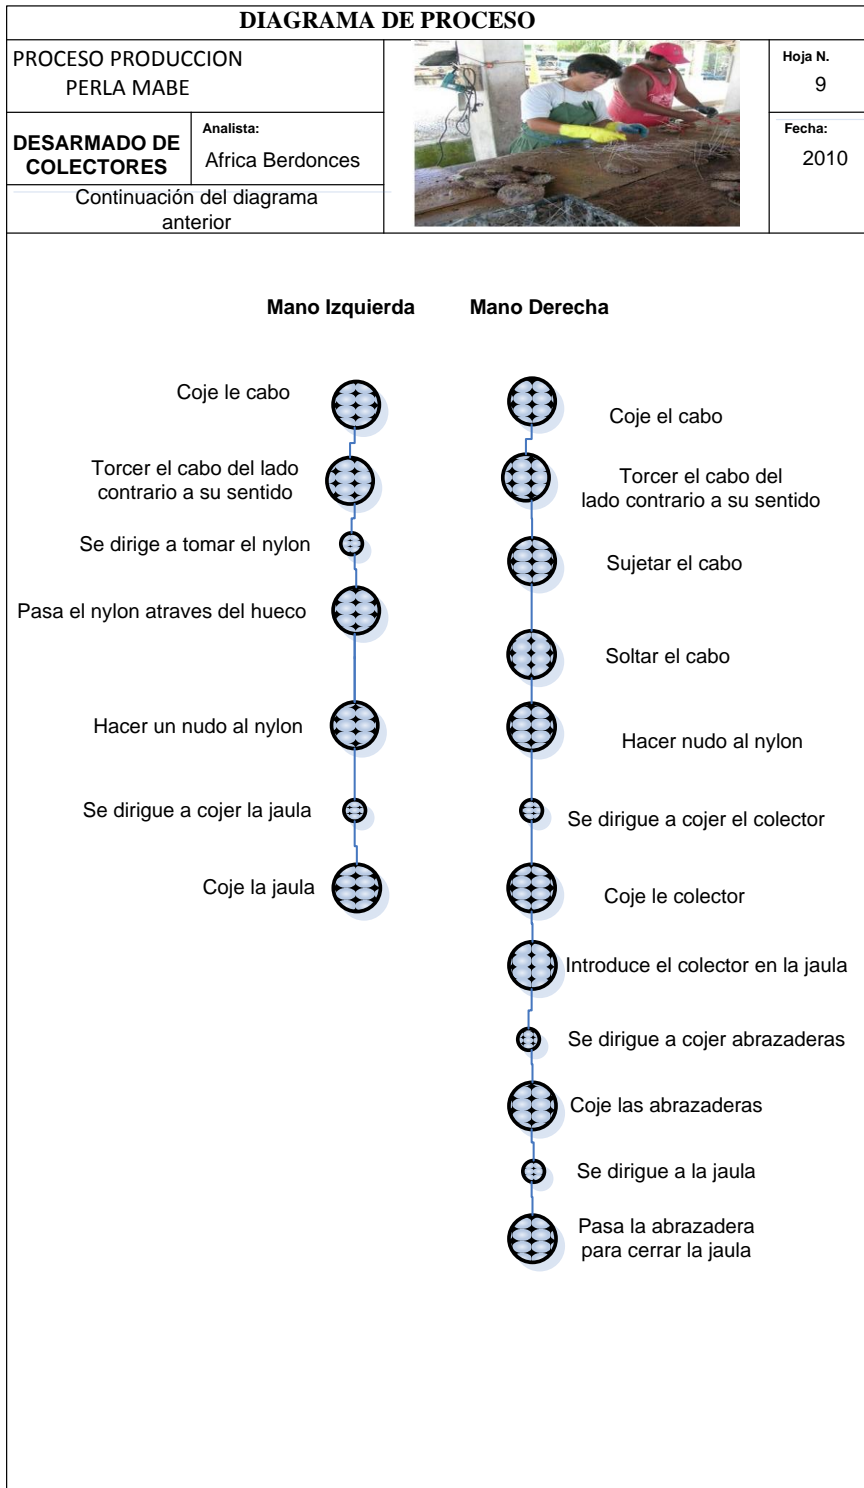 DIAGRAMA DE PROCESO
PROCESO PRODUCCION
PERLA MABE
Hoja N.
9
DESARMADO DE
COLECTORES
Analista:
Africa Berdonces
Fecha:
2010
Continuación del diagrama
anterior
Mano Izquierda
Mano Derecha
Coje le cabo
Coje el cabo
Torcer el cabo del lado
contrario a su sentido
Torcer el cabo del
lado contrario a su sentido
Se dirige a tomar el nylon
Sujetar el cabo
Pasa el nylon atraves del hueco
Soltar el cabo
Hacer un nudo al nylon
Hacer nudo al nylon
Se dirigue a cojer la jaula
Se dirigue a cojer el colector
Coje la jaula
Coje le colector
Introduce el colector en la jaula
Se dirigue a cojer abrazaderas
Coje las abrazaderas
Se dirigue a la jaula
Pasa la abrazadera
para cerrar la jaula